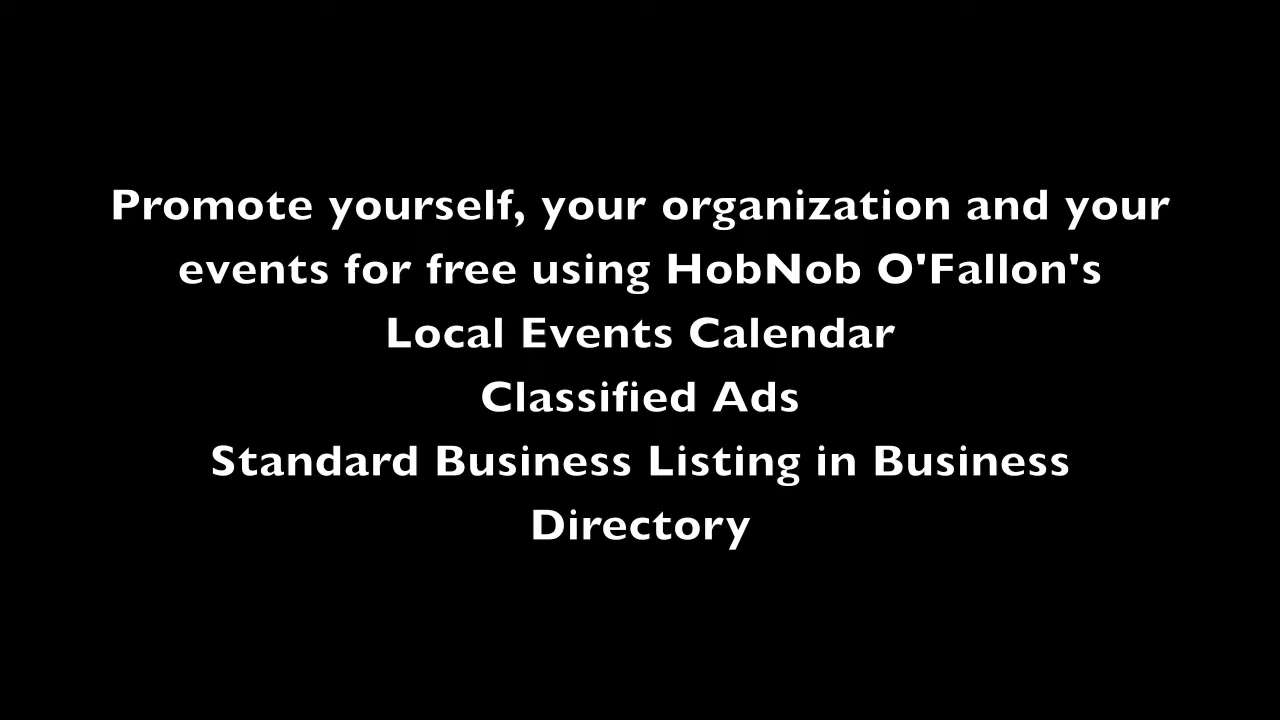 Promote yourself, your organization and your
events for free using HobNob O'Fallon's
Local Events Calendar
Classified Ads
Standard Business Listing in Business
Directory